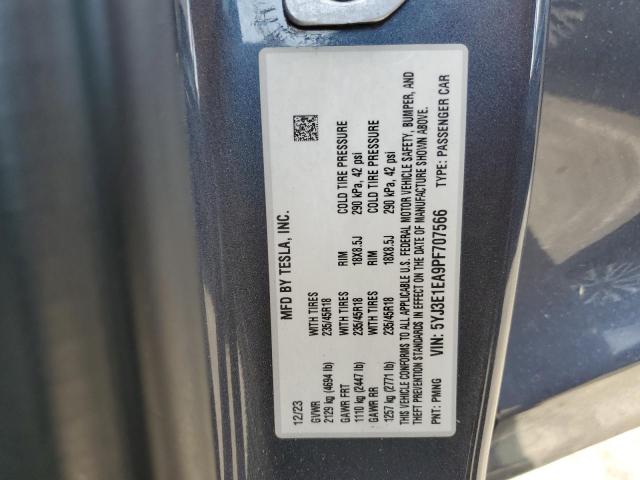 MFD BY TESLA, INC.
12/23
GVWR
2129 kg (4694 lb)
GAWR FRT WITH TIRES RIM COLD TIRE PRESSURE
1110 kg (2447 lb) 235/45R18 18X8.5J 290 kPa, 42 psi
GAWR RR WITH TIRES RIM COLD TIRE PRESSURE
1257 kg (2771 lb) 235/45R18 18X8.5J 290 kPa, 42 psi
THIS VEHICLE CONFORMS TO ALL APPLICABLE U.S. FEDERAL MOTOR VEHICLE SAFETY, BUMPER, AND
THEFT PREVENTION STANDARDS IN EFFECT ON THE DATE OF MANUFACTURE SHOWN ABOVE.
VIN: 5YJ3E1EA9PF707566
PNT: PMNG TYPE: PASSENGER CAR